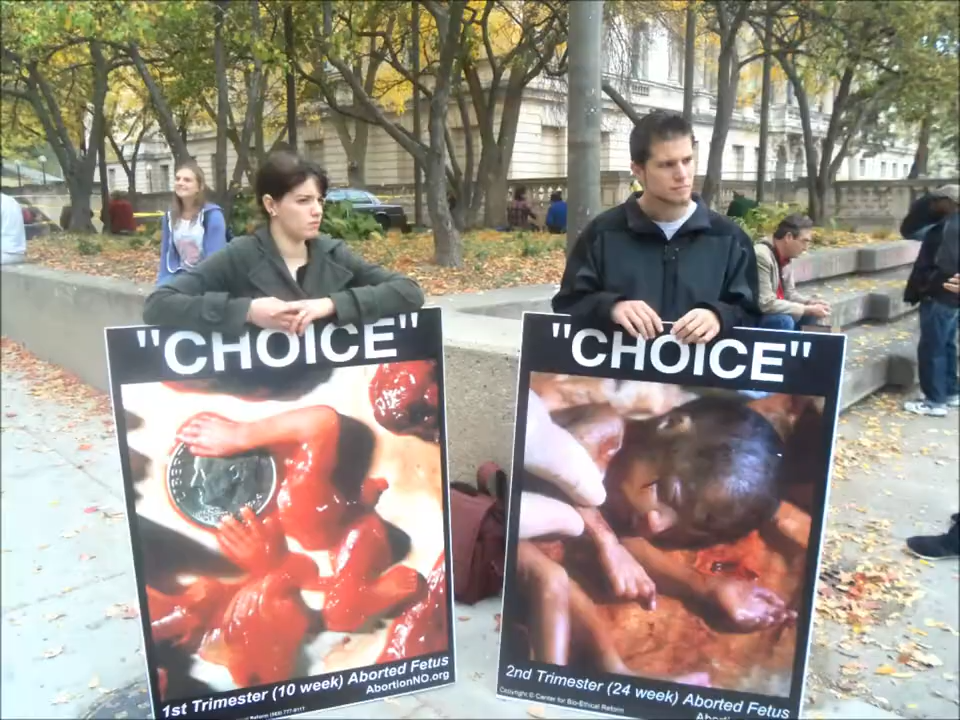 "CHOICE"
1st Trimester (10 week) Aborted Fetus
AbortionNO.org
"CHOICE"
2nd Trimester (24 week) Aborted Fetus
Copyright © Center for Bio-Ethical Reform